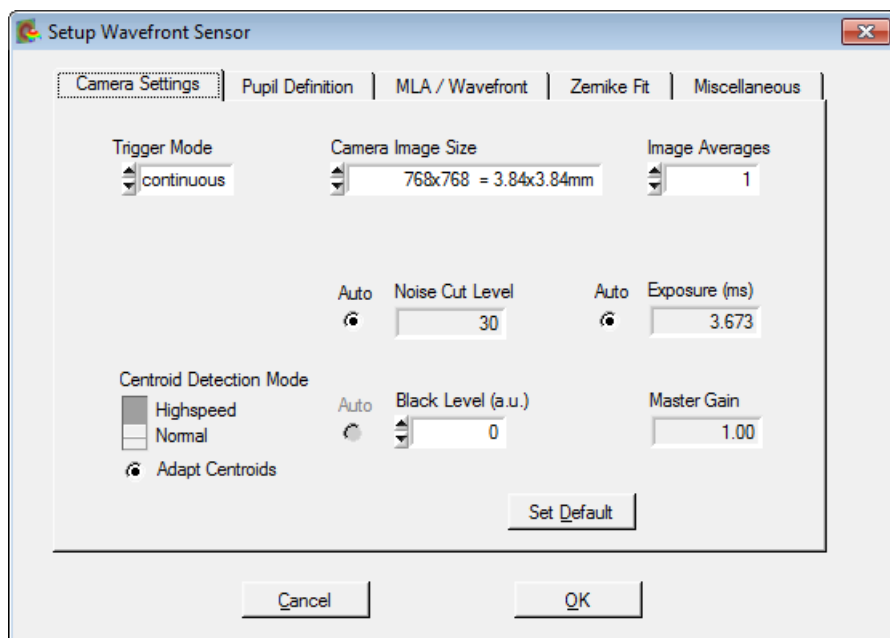 Setup Wavefront Sensor
Camera Settings Pupil Definition MLA / Wavefront Zernike Fit Miscellaneous
Trigger Mode Camera Image Size Image Averages
continuous 768x768 = 3.84x3.84mm 1
Auto Noise Cut Level Auto Exposure (ms)
30 3.673
Centroid Detection Mode
Highspeed
Normal
Adapt Centroids
Auto Black Level (a.u.) Master Gain
0 1.00
Set Default
Cancel OK